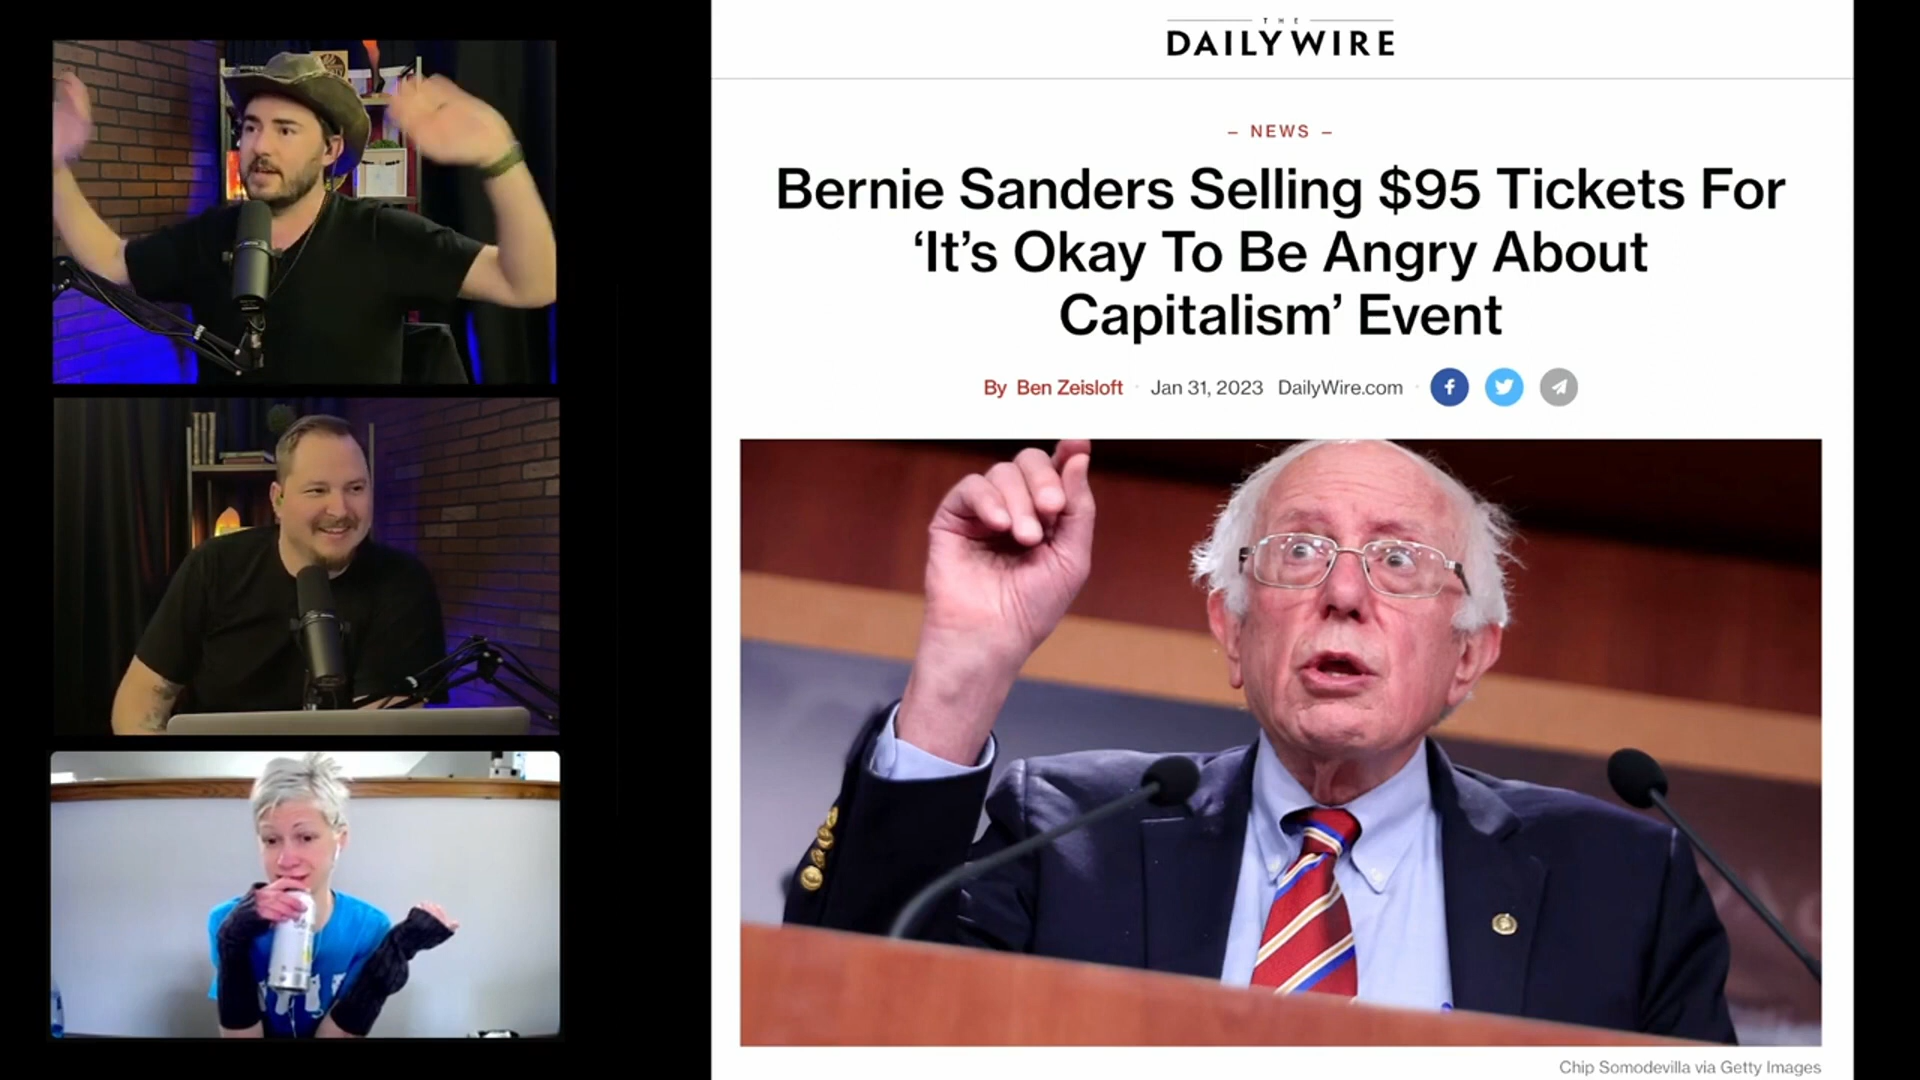 THE
DAILY WIRE
– NEWS –
Bernie Sanders Selling $95 Tickets For
‘It’s Okay To Be Angry About
Capitalism’ Event
By Ben Zeisloft · Jan 31, 2023 DailyWire.com ·
Chip Somodevilla via Getty Images